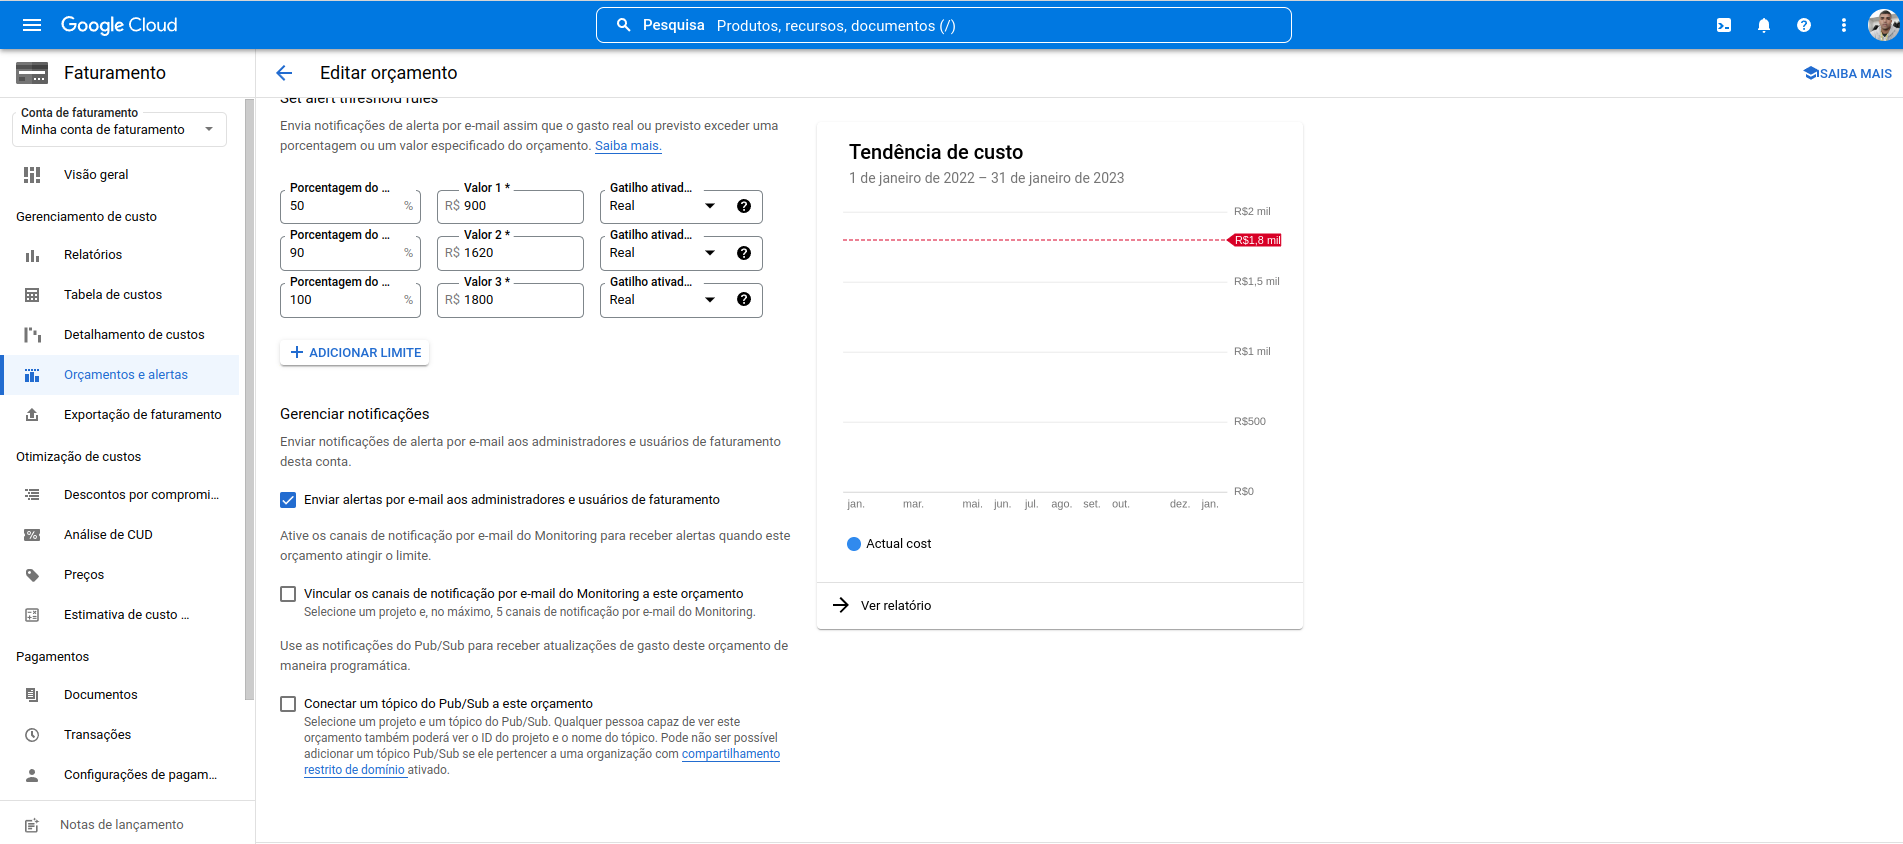 Google Cloud
Pesquisa Produtos, recursos, documentos (/)
Faturamento
Editar orçamento
SAIBA MAIS
Conta de faturamento
Minha conta de faturamento
Visão geral
Gerenciamento de custo
Relatórios
Tabela de custos
Detalhamento de custos
Orçamentos e alertas
Exportação de faturamento
Otimização de custos
Descontos por compromi...
Análise de CUD
Preços
Estimativa de custo ...
Pagamentos
Documentos
Transações
Configurações de pagam...
Notas de lançamento
Set alert threshold rules
Envia notificações de alerta por e-mail assim que o gasto real ou previsto exceder uma
porcentagem ou um valor especificado do orçamento. Saiba mais.
Porcentagem do ... Valor 1 * Gatilho ativad...
50 % R$ 900 Real
Porcentagem do ... Valor 2 * Gatilho ativad...
90 % R$ 1620 Real
Porcentagem do ... Valor 3 * Gatilho ativad...
100 % R$ 1800 Real
ADICIONAR LIMITE
Gerenciar notificações
Enviar notificações de alerta por e-mail aos administradores e usuários de faturamento
desta conta.
Enviar alertas por e-mail aos administradores e usuários de faturamento
Ative os canais de notificação por e-mail do Monitoring para receber alertas quando este
orçamento atingir o limite.
Vincular os canais de notificação por e-mail do Monitoring a este orçamento
Selecione um projeto e, no máximo, 5 canais de notificação por e-mail do Monitoring.
Use as notificações do Pub/Sub para receber atualizações de gasto deste orçamento de
maneira programática.
Conectar um tópico do Pub/Sub a este orçamento
Selecione um projeto e um tópico do Pub/Sub. Qualquer pessoa capaz de ver este
orçamento também poderá ver o ID do projeto e o nome do tópico. Pode não ser possível
adicionar um tópico Pub/Sub se ele pertencer a uma organização com compartilhamento
restrito de domínio ativado.
Tendência de custo
1 de janeiro de 2022 – 31 de janeiro de 2023
R$2 mil
R$1,8 mil
R$1,5 mil
R$1 mil
R$500
R$0
jan. mar. mai. jun. jul. ago. set. out. dez. jan.
Actual cost
Ver relatório